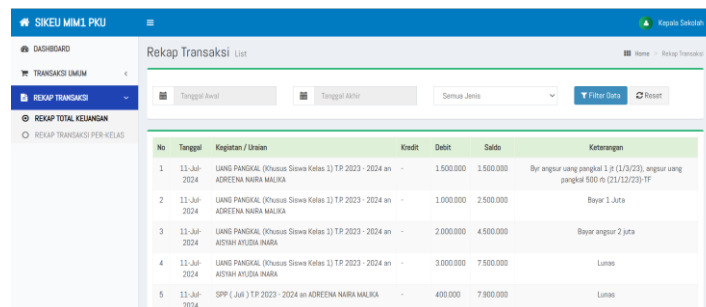 SIKEU MIM1 PKU
Kepala Sekolah
DASHBOARD
Rekap Transaksi List
Home > Rekap Transaksi
TRANSAKSI UMUM <
REKAP TRANSAKSI
Tanggal Awal
Tanggal Akhir
Semua Jenis
Filter Data
Reset
REKAP TOTAL KEUANGAN
REKAP TRANSAKSI PER-KELAS
No Tanggal Kegiatan / Uraian Kredit Debit Saldo Keterangan
1 11-Jul- UANG PANGKAL (Khusus Siswa Kelas 1) T.P. 2023 - 2024 an - 1.500.000 1.500.000 Byr angsur uang pangkal 1 jt (1/3/23), angsur uang
2024 ADREENA NAIRA MALIKA pangkal 500 rb (21/12/23)-TF
2 11-Jul- UANG PANGKAL (Khusus Siswa Kelas 1) T.P. 2023 - 2024 an - 1.000.000 2.500.000 Bayar 1 Juta
2024 ADREENA NAIRA MALIKA
3 11-Jul- UANG PANGKAL (Khusus Siswa Kelas 1) T.P. 2023 - 2024 an - 2.000.000 4.500.000 Bayar angsur 2 juta
2024 AISYAH AYUDIA INARA
4 11-Jul- UANG PANGKAL (Khusus Siswa Kelas 1) T.P. 2023 - 2024 an - 3.000.000 7.500.000 Lunas
2024 AISYAH AYUDIA INARA
5 11-Jul- SPP ( Juli ) T.P. 2023 - 2024 an ADREENA NAIRA MALIKA - 400.000 7.900.000 Lunas
2024